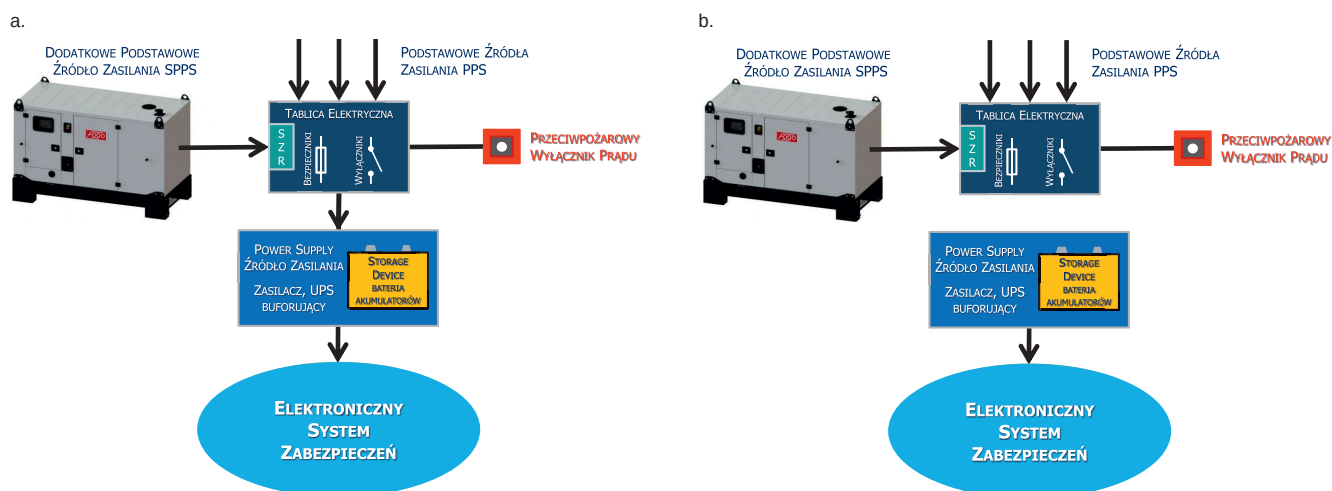 a.
Dodatkowe Podstawowe
Źródło Zasilania SPPS
Podstawowe Źródła
Zasilania PPS
FOGO
Tablica Elektryczna
S
Z
R
Bezpieczniki
Wyłączniki
Przeciwpożarowy
Wyłącznik Prądu
Power Supply
Źródło Zasilania
Zasilacz, UPS
buforujący
Storage
Device
bateria
akumulatorów
Elektroniczny
System
Zabezpieczeń
b.
Dodatkowe Podstawowe
Źródło Zasilania SPPS
Podstawowe Źródła
Zasilania PPS
FOGO
Tablica Elektryczna
S
Z
R
Bezpieczniki
Wyłączniki
Przeciwpożarowy
Wyłącznik Prądu
Power Supply
Źródło Zasilania
Zasilacz, UPS
buforujący
Storage
Device
bateria
akumulatorów
Elektroniczny
System
Zabezpieczeń